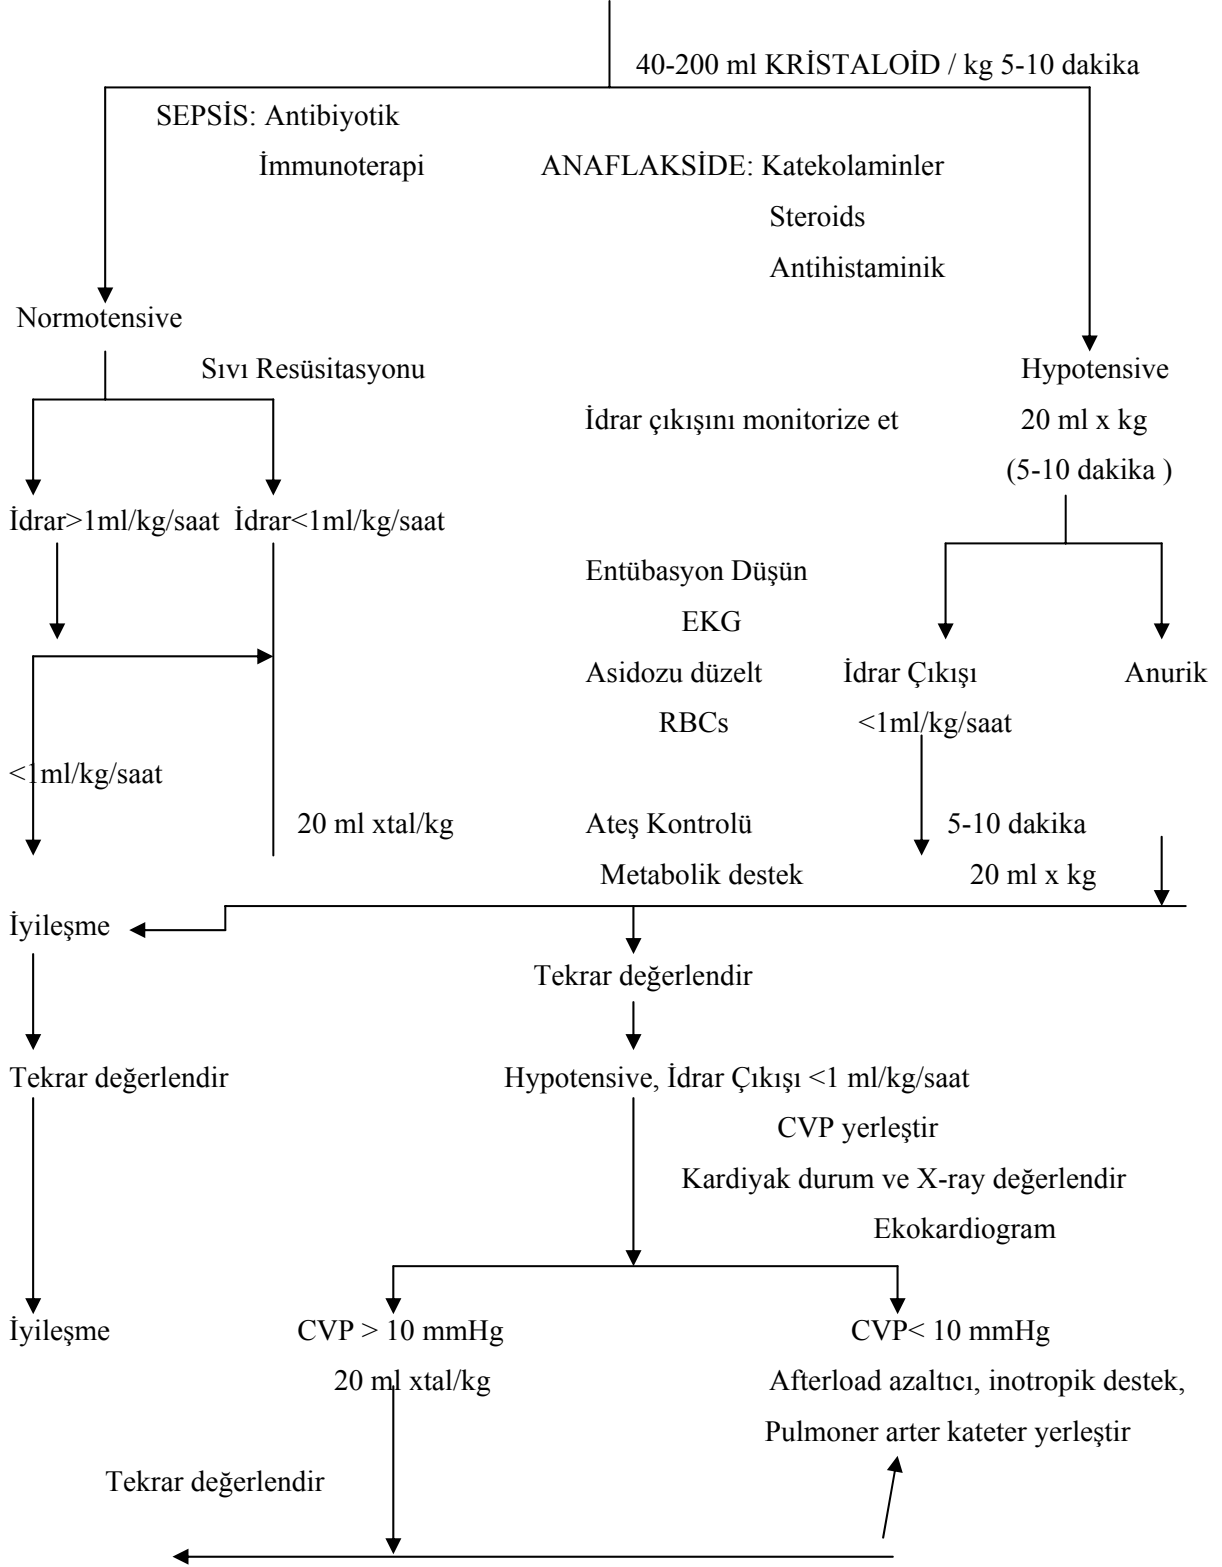 40-200 ml KRİSTALOİD / kg 5-10 dakika
SEPSİS: Antibiyotik
İmmunoterapi ANAFLAKSİDE: Katekolaminler
Steroids
Antihistaminik
Normotensive
Sıvı Resüsitasyonu Hypotensive
İdrar çıkışını monitorize et 20 ml x kg
(5-10 dakika )
İdrar>1ml/kg/saat İdrar<1ml/kg/saat
Entübasyon Düşün
EKG
Asidozu düzelt İdrar Çıkışı Anurik
RBCs <1ml/kg/saat
<1ml/kg/saat
20 ml xtal/kg Ateş Kontrolü 5-10 dakika
Metabolik destek 20 ml x kg
İyileşme
Tekrar değerlendir
Tekrar değerlendir Hypotensive, İdrar Çıkışı <1 ml/kg/saat
CVP yerleştir
Kardiyak durum ve X-ray değerlendir
Ekokardiogram
İyileşme CVP > 10 mmHg CVP< 10 mmHg
20 ml xtal/kg Afterload azaltıcı, inotropik destek,
Pulmoner arter kateter yerleştir
Tekrar değerlendir